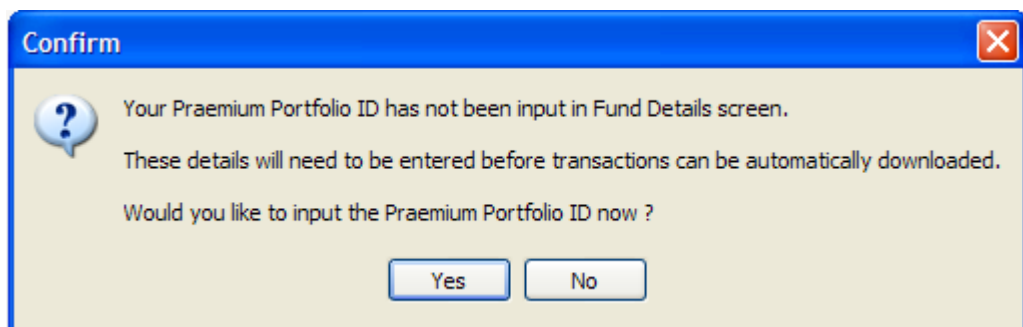 Confirm
Your Praemium Portfolio ID has not been input in Fund Details screen.
These details will need to be entered before transactions can be automatically downloaded.
Would you like to input the Praemium Portfolio ID now ?
Yes No